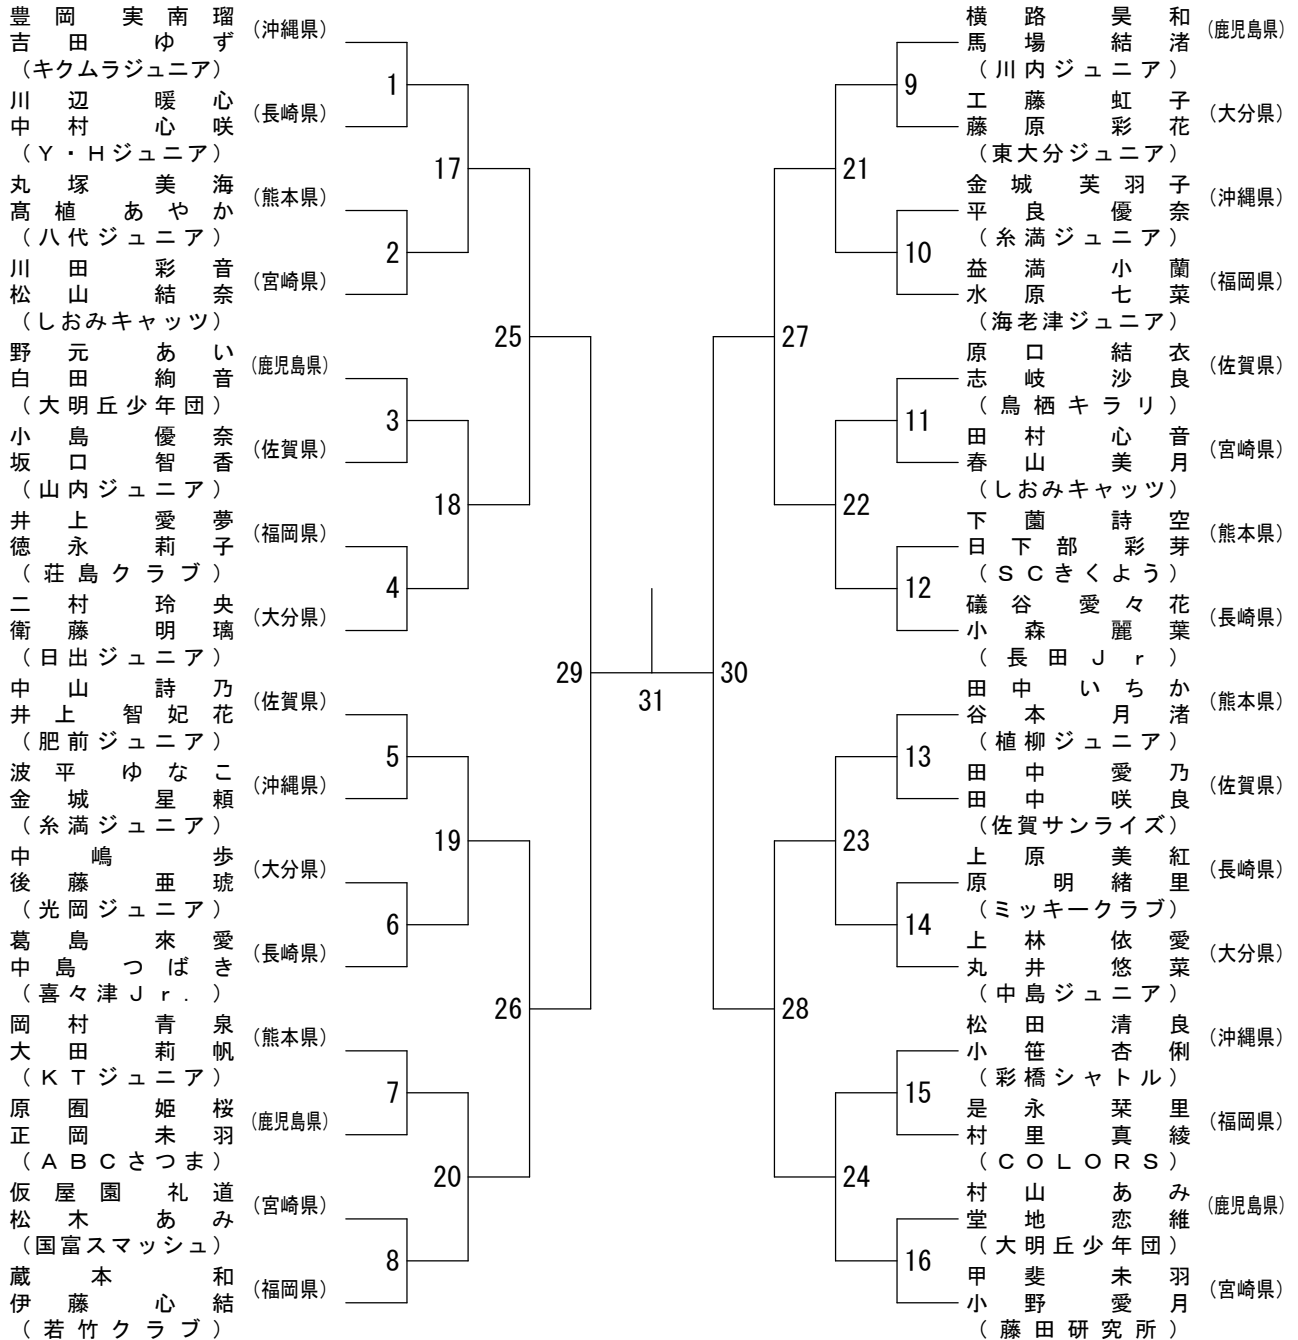 豊岡 実南瑠
吉田 ゆず
(沖縄県)
(キクムラジュニア)
川辺 暖心
中村 心咲
(長崎県)
(Y・Hジュニア)
丸塚 美海
髙植 あやか
(熊本県)
(八代ジュニア)
川田 彩音
松山 結奈
(宮崎県)
(しおみキャッツ)
野元 あい
白田 絢音
(鹿児島県)
(大明丘少年団)
小島 優奈
坂口 智香
(佐賀県)
(山内ジュニア)
井上 愛夢
徳永 莉子
(福岡県)
(荘島クラブ)
二村 玲央
衛藤 明璃
(大分県)
(日出ジュニア)
中山 詩乃
井上 智妃花
(佐賀県)
(肥前ジュニア)
波平 ゆなこ
金城 星頼
(沖縄県)
(糸満ジュニア)
中嶋 歩
後藤 亜琥
(大分県)
(光岡ジュニア)
葛島 來愛
中島 つばき
(長崎県)
(喜々津Jr.)
岡村 青泉
大田 莉帆
(熊本県)
(KTジュニア)
原囿 姫桜
正岡 未羽
(鹿児島県)
(ABCさつま)
仮屋園 礼道
松木 あみ
(宮崎県)
(国富スマッシュ)
蔵本 和
伊藤 心結
(福岡県)
(若竹クラブ)
1
2
3
4
5
6
7
8
17
18
19
20
25
26
29
31
30
27
28
21
22
23
24
9
10
11
12
13
14
15
16
横路 昊和
馬場 結渚
(鹿児島県)
(川内ジュニア)
工藤 虹子
藤原 彩花
(大分県)
(東大分ジュニア)
金城 芙羽子
平良 優奈
(沖縄県)
(糸満ジュニア)
益満 小蘭
水原 七菜
(福岡県)
(海老津ジュニア)
原口 結衣
志岐 沙良
(佐賀県)
(鳥栖キラリ)
田村 心音
春山 美月
(宮崎県)
(しおみキャッツ)
下薗 詩空
日下部 彩芽
(熊本県)
(SCきくよう)
礒谷 愛々花
小森 麗葉
(長崎県)
(長田Jr)
田中 いちか
谷本 月渚
(熊本県)
(植柳ジュニア)
田中 愛乃
田中 咲良
(佐賀県)
(佐賀サンライズ)
上原 美紅
原 明緒里
(長崎県)
(ミッキークラブ)
上林 依愛
丸井 悠菜
(大分県)
(中島ジュニア)
松田 清良
小笹 杏俐
(沖縄県)
(彩橋シャトル)
是永 栞里
村里 真綾
(福岡県)
(COLORS)
村山 あみ
堂地 恋維
(鹿児島県)
(大明丘少年団)
甲斐 未羽
小野 愛月
(宮崎県)
(藤田研究所)